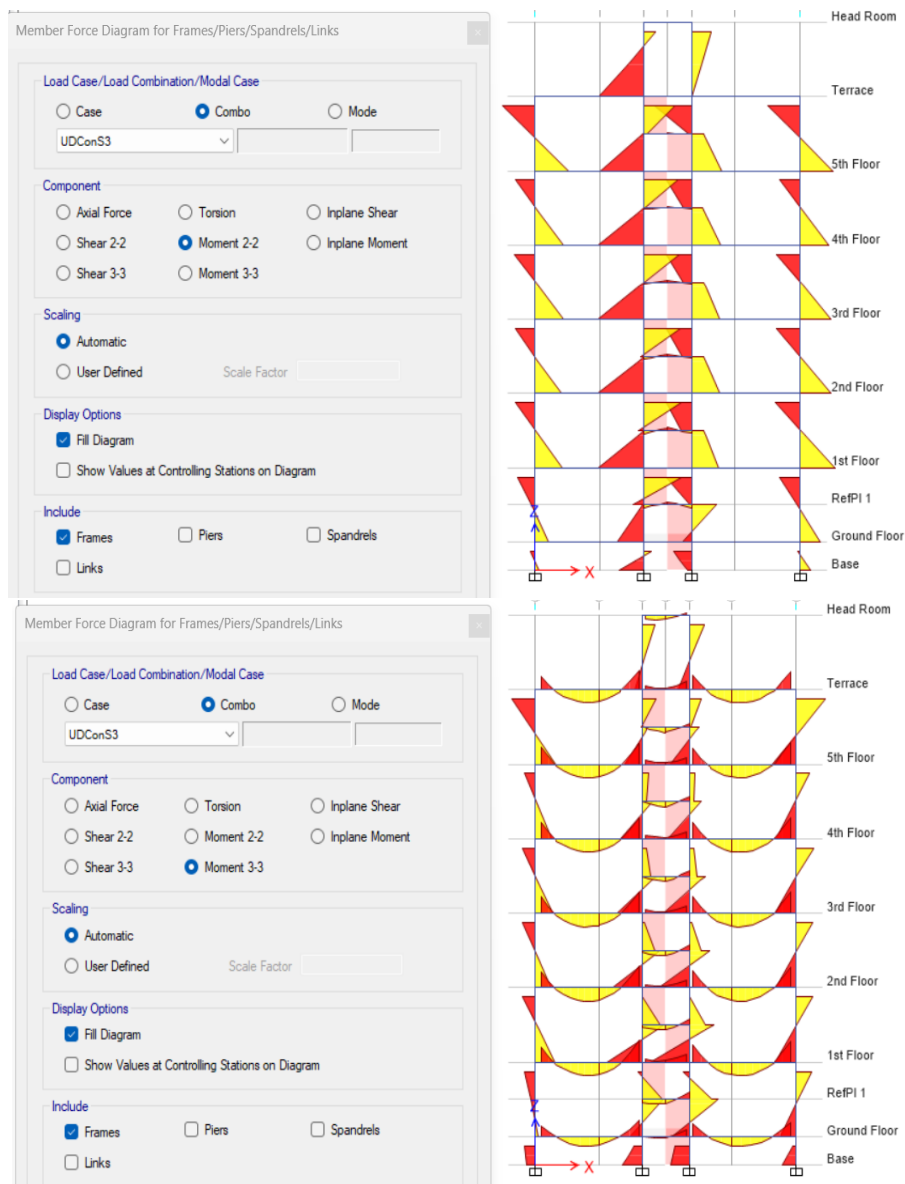 Member Force Diagram for Frames/Piers/Spandrels/Links
Load Case/Load Combination/Modal Case
Case Combo Mode
UDConS3
Component
Axial Force Torsion Inplane Shear
Shear 2-2 Moment 2-2 Inplane Moment
Shear 3-3 Moment 3-3
Scaling
Automatic
User Defined Scale Factor
Display Options
Fill Diagram
Show Values at Controlling Stations on Diagram
Include
Frames Piers Spandrels
Links
Head Room
Terrace
5th Floor
4th Floor
3rd Floor
2nd Floor
1st Floor
RefPl 1
Ground Floor
Base
Z
X
Member Force Diagram for Frames/Piers/Spandrels/Links
Load Case/Load Combination/Modal Case
Case Combo Mode
UDConS3
Component
Axial Force Torsion Inplane Shear
Shear 2-2 Moment 2-2 Inplane Moment
Shear 3-3 Moment 3-3
Scaling
Automatic
User Defined Scale Factor
Display Options
Fill Diagram
Show Values at Controlling Stations on Diagram
Include
Frames Piers Spandrels
Links
Head Room
Terrace
5th Floor
4th Floor
3rd Floor
2nd Floor
1st Floor
RefPl 1
Ground Floor
Base
Z
X